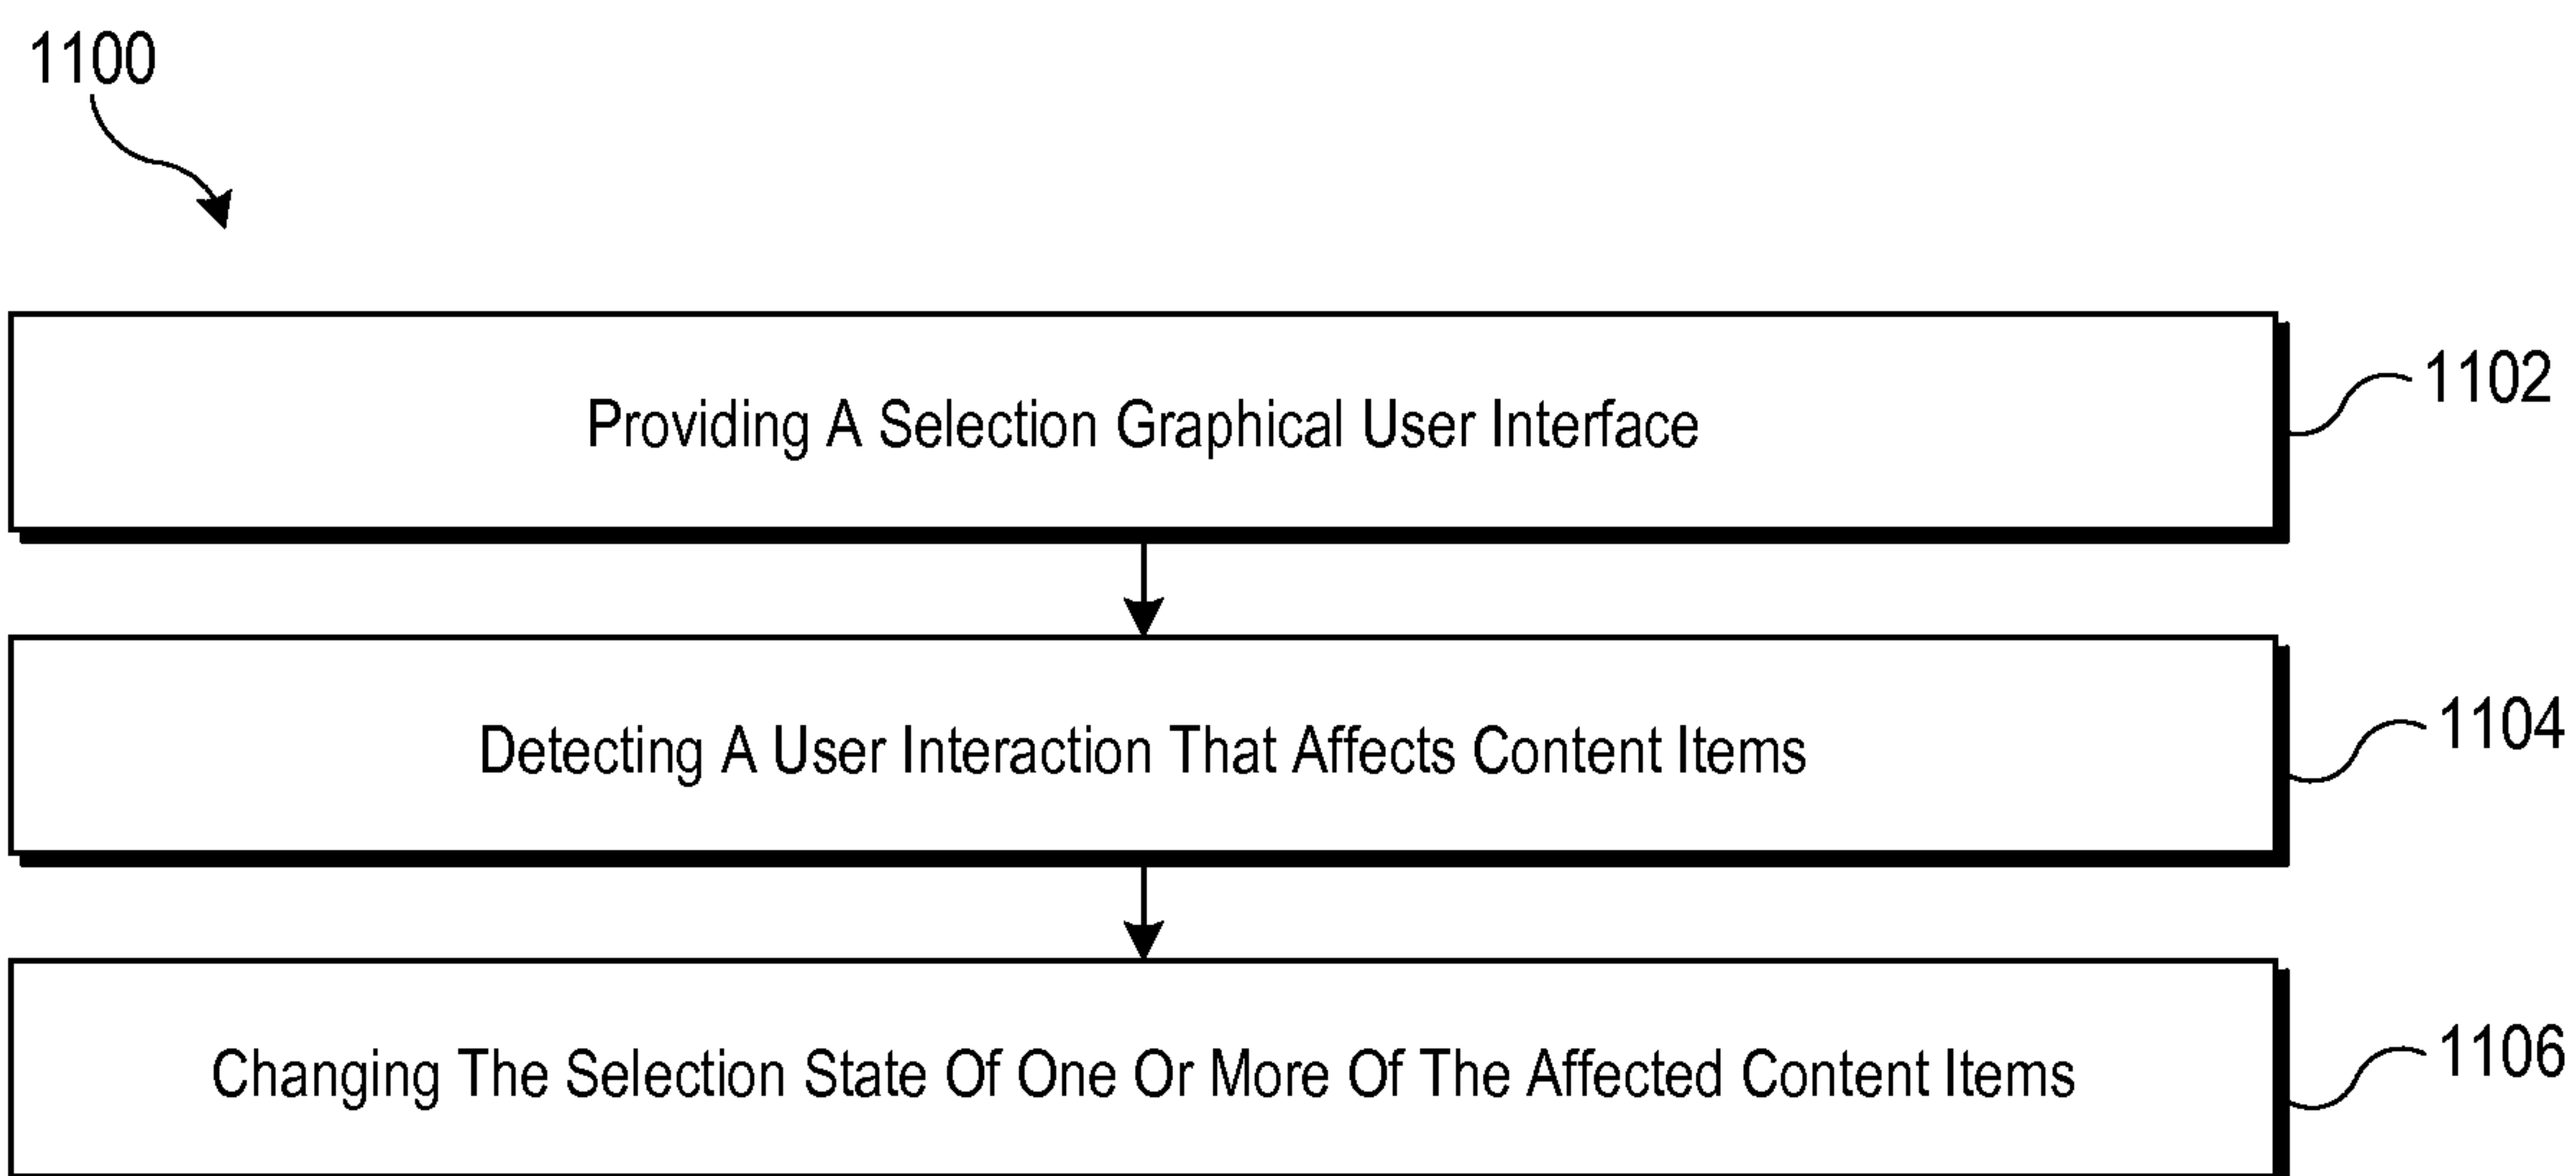 1100
Providing A Selection Graphical User Interface
1102
Detecting A User Interaction That Affects Content Items
1104
Changing The Selection State Of One Or More Of The Affected Content Items
1106